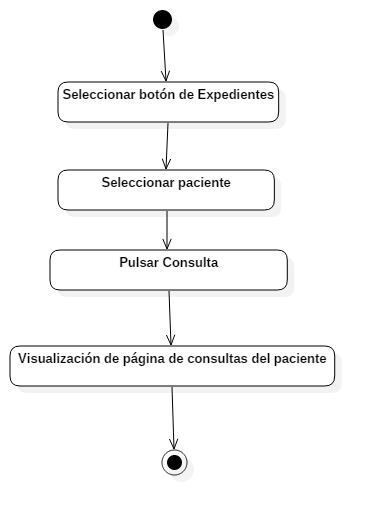 Seleccionar botón de Expedientes
Seleccionar paciente
Pulsar Consulta
Visualización de página de consultas del paciente